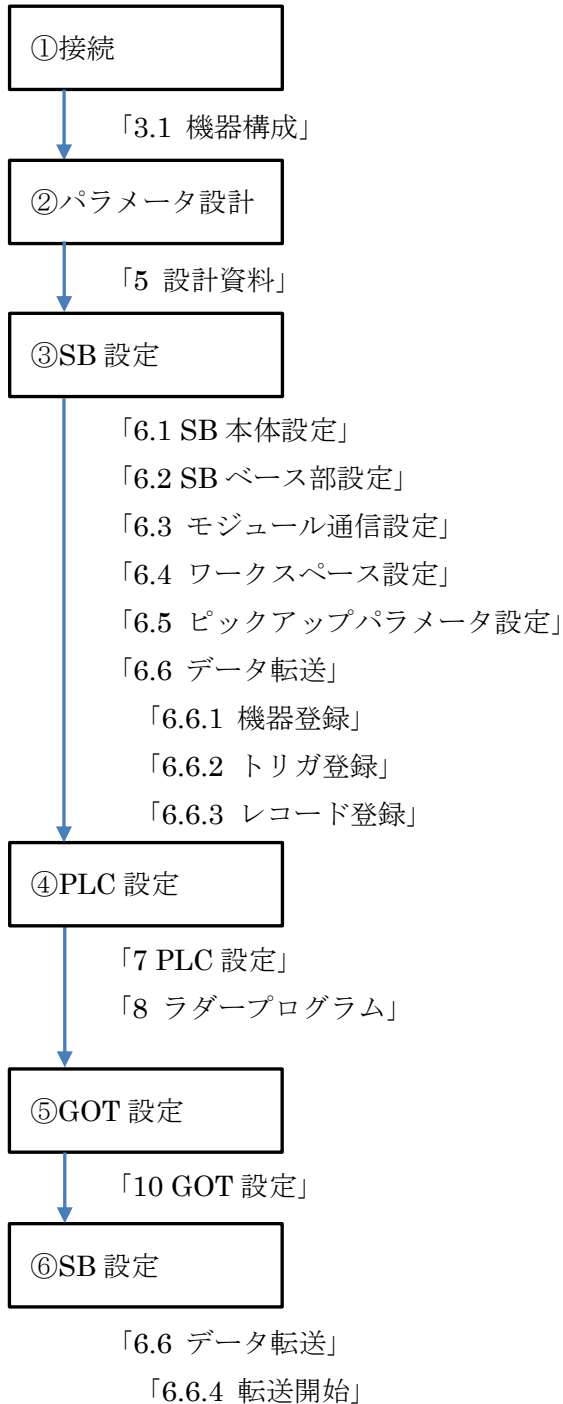 ①接続
「3.1 機器構成」
②パラメータ設計
「5 設計資料」
③SB 設定
「6.1 SB 本体設定」
「6.2 SB ベース部設定」
「6.3 モジュール通信設定」
「6.4 ワークスペース設定」
「6.5 ピックアップパラメータ設定」
「6.6 データ転送」
「6.6.1 機器登録」
「6.6.2 トリガ登録」
「6.6.3 レコード登録」
④PLC 設定
「7 PLC 設定」
「8 ラダープログラム」
⑤GOT 設定
「10 GOT 設定」
⑥SB 設定
「6.6 データ転送」
「6.6.4 転送開始」